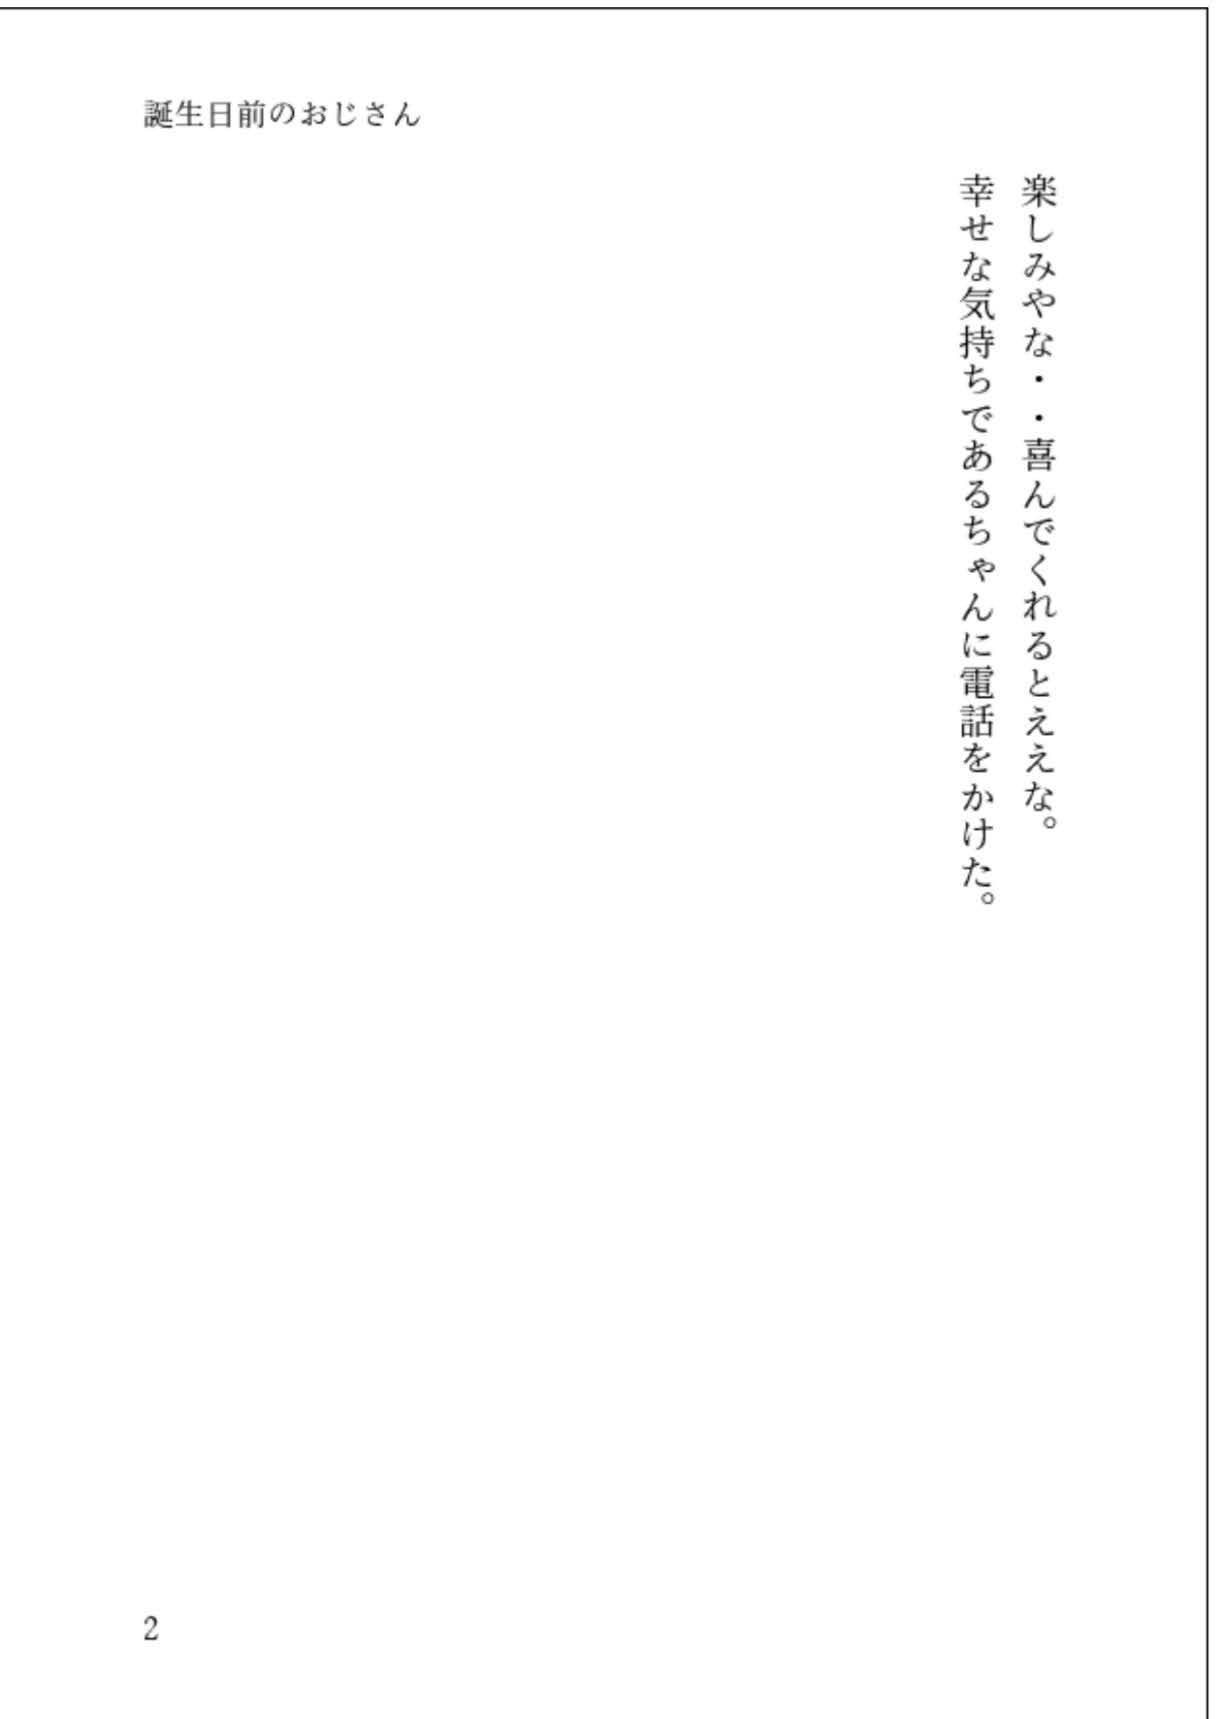 誕生日前のおじさん
楽しみやな・・喜んでくれるとええな。
幸せな気持ちであるちゃんに電話をかけた。
2